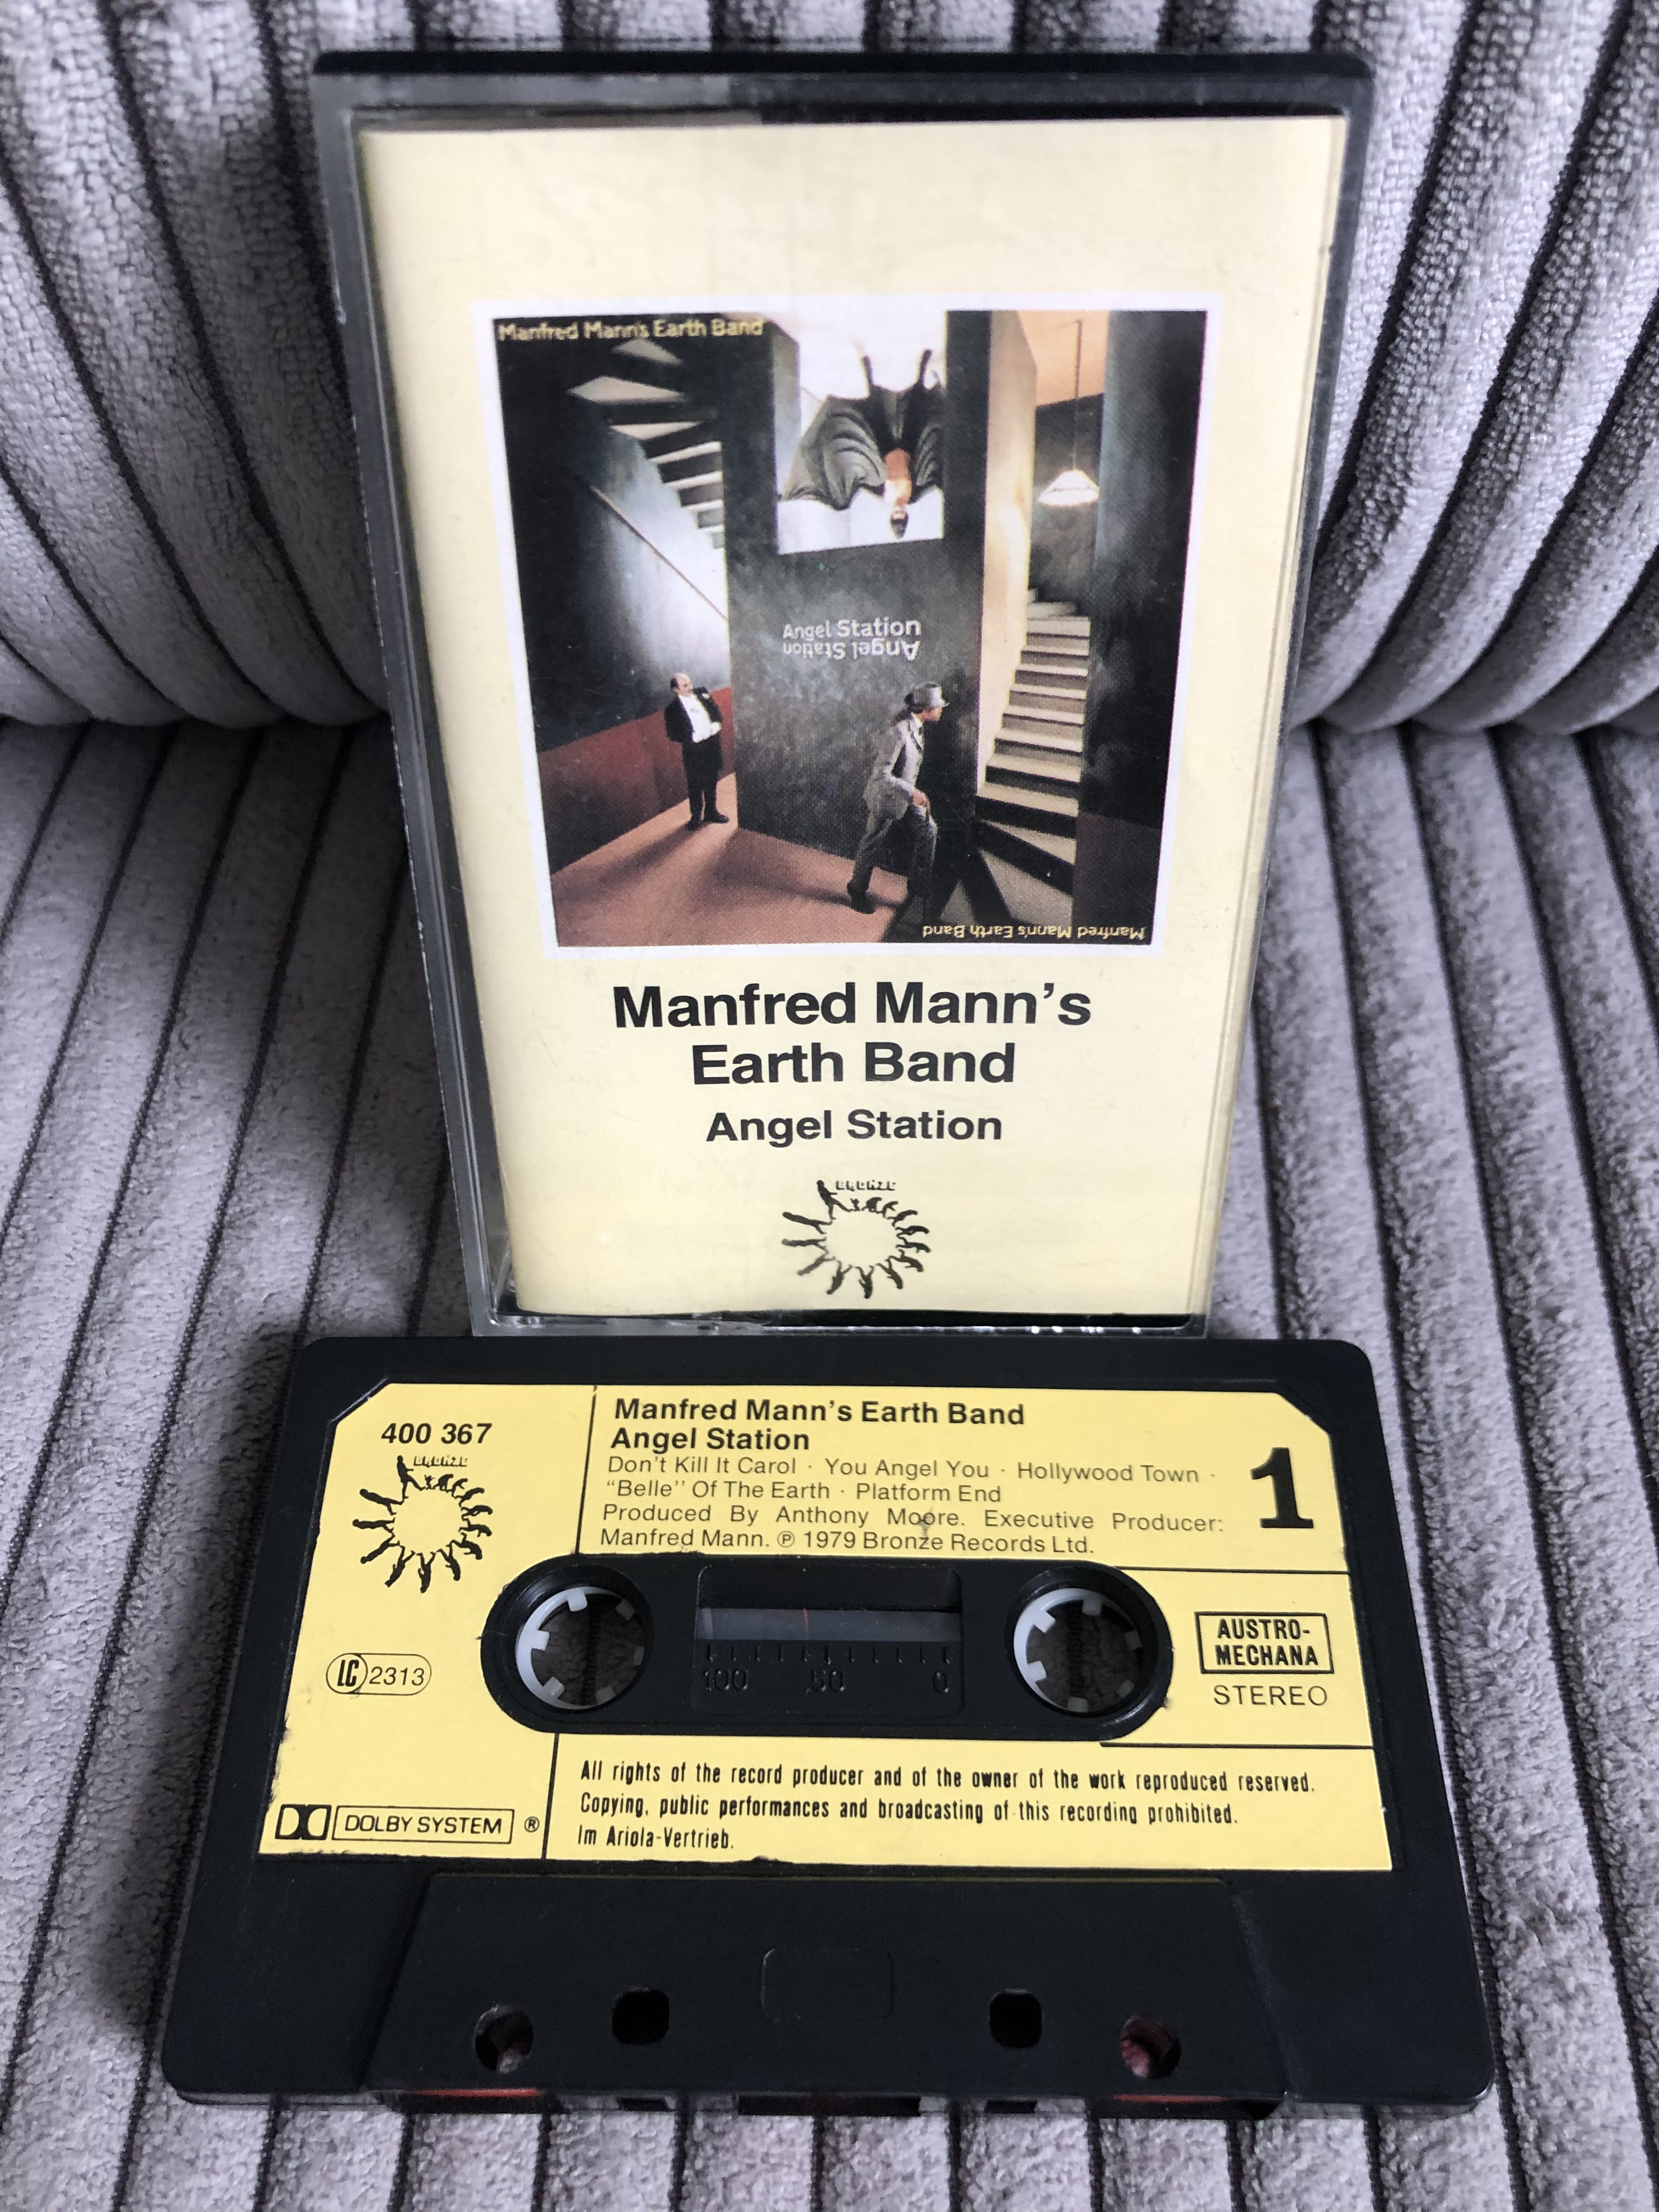 Manfred Mann's Earth Band
Angel Station
Angel Station
Manfred Mann's Earth Band
Manfred Mann's
Earth Band
Angel Station
BRONZE
400 367
BRONZE
Manfred Mann's Earth Band
Angel Station
Don't Kill It Carol · You Angel You · Hollywood Town ·
“Belle” Of The Earth · Platform End
Produced By Anthony Moore. Executive Producer:
Manfred Mann. ℗ 1979 Bronze Records Ltd.
1
LC 2313
100 50 0
AUSTRO-
MECHANA
STEREO
DOLBY SYSTEM ®
All rights of the record producer and of the owner of the work reproduced reserved.
Copying, public performances and broadcasting of this recording prohibited.
Im Ariola-Vertrieb.